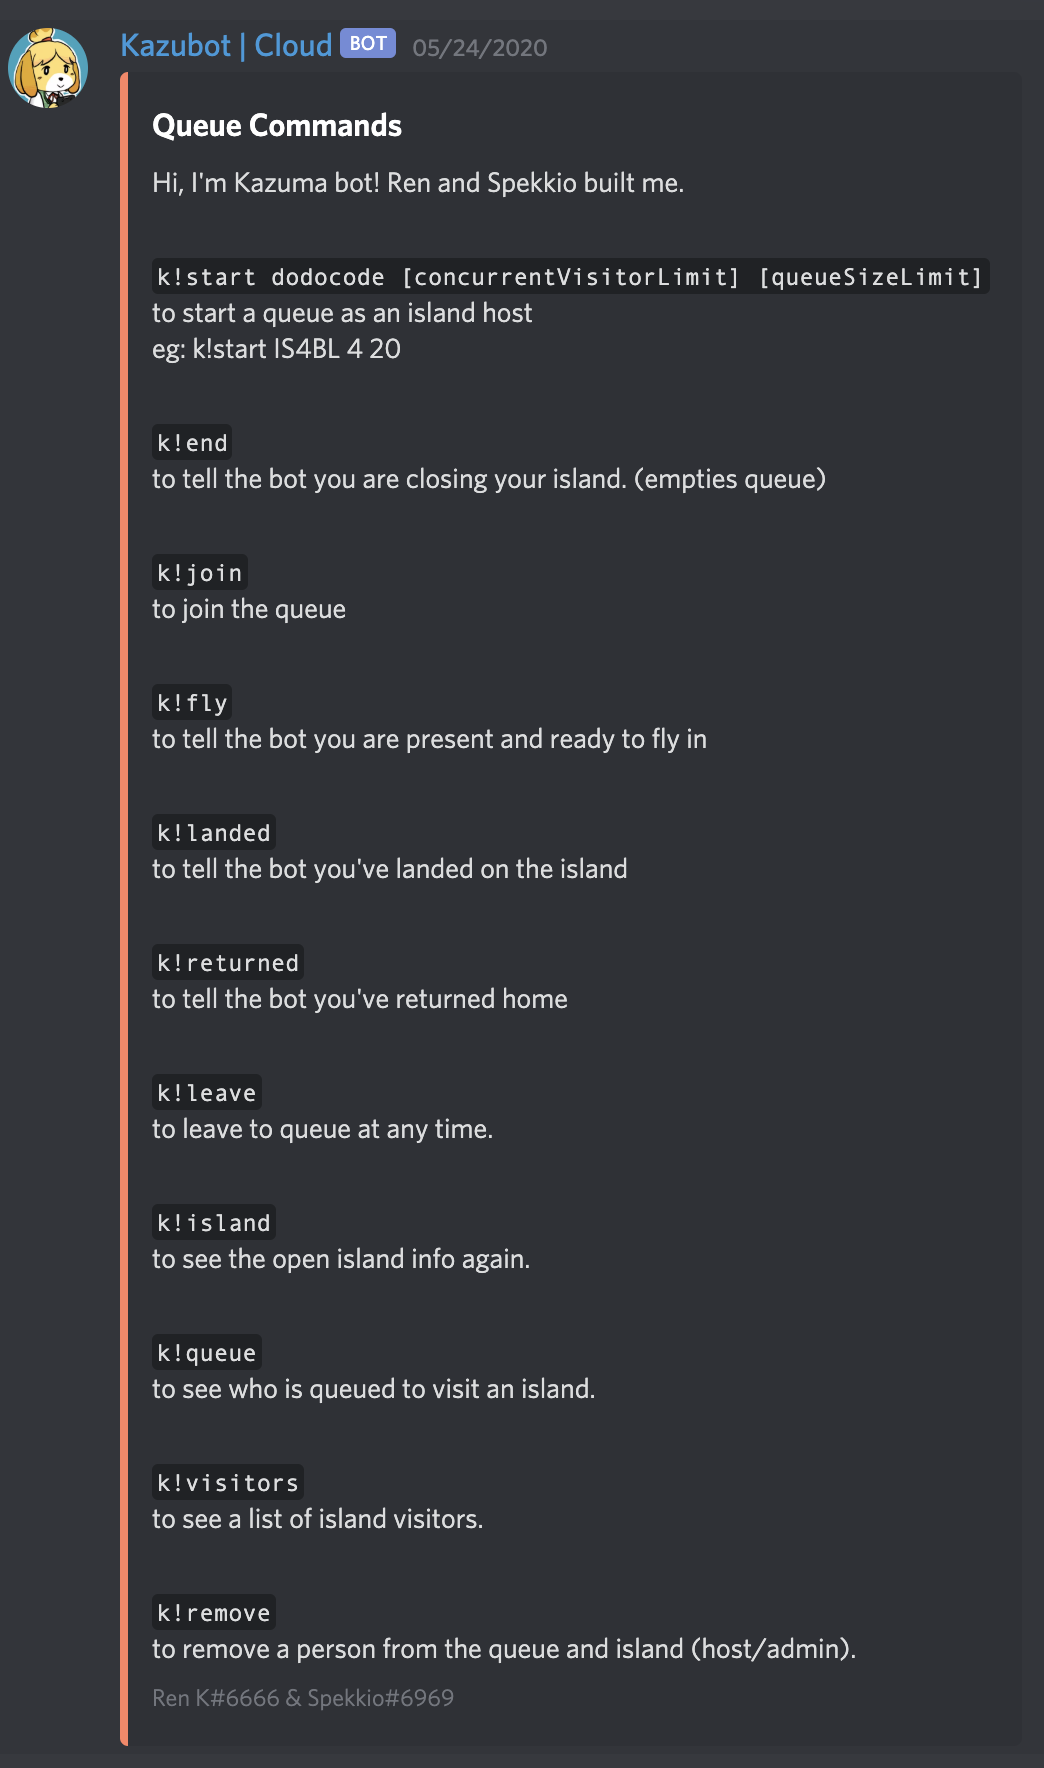 Kazubot | Cloud BOT 05/24/2020
Queue Commands
Hi, I'm Kazuma bot! Ren and Spekkio built me.
k!start dodocode [concurrentVisitorLimit] [queueSizeLimit]
to start a queue as an island host
eg: k!start IS4BL 4 20
k!end
to tell the bot you are closing your island. (empties queue)
k!join
to join the queue
k!fly
to tell the bot you are present and ready to fly in
k!landed
to tell the bot you've landed on the island
k!returned
to tell the bot you've returned home
k!leave
to leave to queue at any time.
k!island
to see the open island info again.
k!queue
to see who is queued to visit an island.
k!visitors
to see a list of island visitors.
k!remove
to remove a person from the queue and island (host/admin).
Ren K#6666 & Spekkio#6969